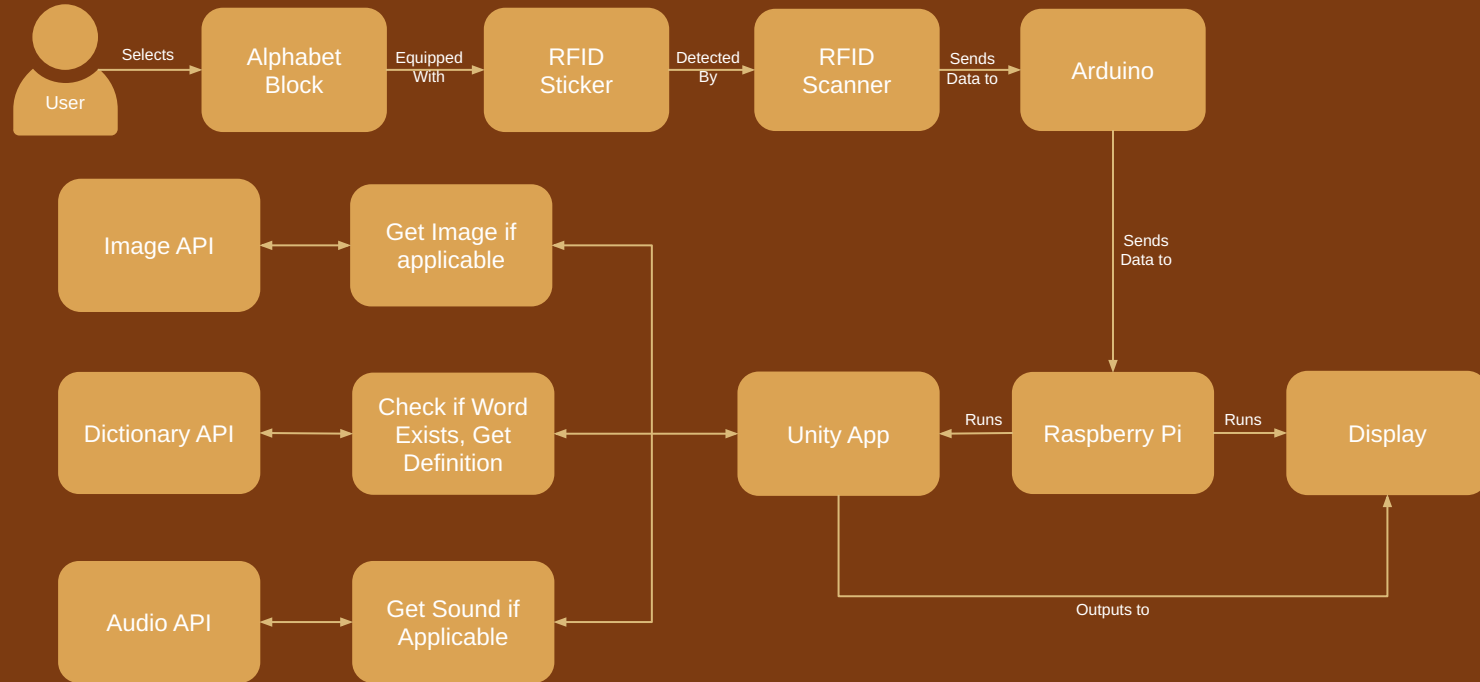 User
Selects
Alphabet
Block
Equipped
With
RFID
Sticker
Detected
By
RFID
Scanner
Sends
Data to
Arduino
Sends
Data to
Image API
Get Image if
applicable
Dictionary API
Check if Word
Exists, Get
Definition
Unity App
Runs
Raspberry Pi
Runs
Display
Audio API
Get Sound if
Applicable
Outputs to